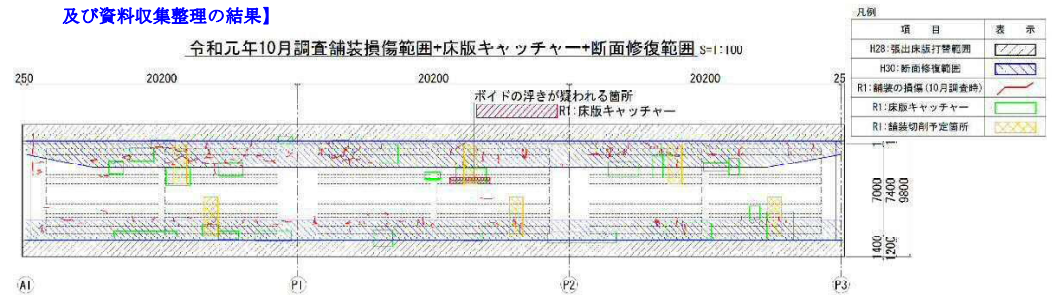 及び資料収集整理の結果】
令和元年10月調査舗装損傷範囲+床版キャッチャー+断面修復範囲 S=1:100
凡例
項 目 表 示
H28:張出床版打替範囲
H30:断面修復範囲
R1:舗装の損傷(10月調査時)
R1:床版キャッチャー
R1:舗装切削予定箇所
250 20200 20200 20200 25
ボイドの浮きが疑われる箇所
R1:床版キャッチャー
7000
7400
9800
1400
1200
A1 P1 P2 P3